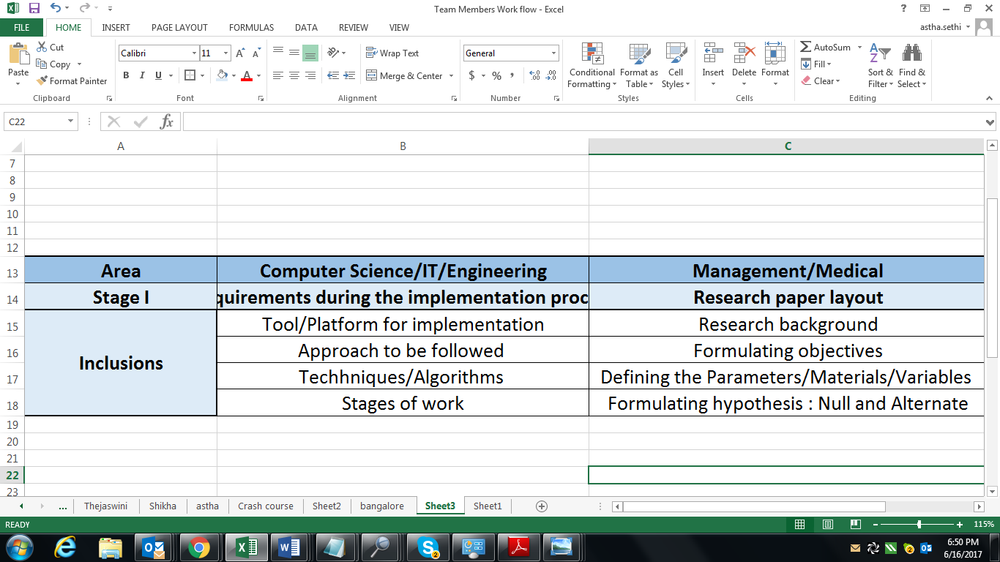 Team Members Work flow - Excel
?
FILE HOME INSERT PAGE LAYOUT FORMULAS DATA REVIEW VIEW
astha.sethi
Paste
Cut
Copy
Format Painter
Clipboard
Calibri 11
B I U
A A
A
Font
Wrap Text
Merge & Center
Alignment
General
$ % ,
Number
Conditional Formatting
Format as Table
Cell Styles
Styles
Insert Delete Format
Cells
AutoSum
Fill
Clear
Sort & Filter
Find & Select
Editing
C22
fx
A B C
7
8
9
10
11
12
13 Area Computer Science/IT/Engineering Management/Medical
14 Stage I quirements during the implementation proc Research paper layout
15 Tool/Platform for implementation Research background
16 Approach to be followed Formulating objectives
Inclusions
17 Techhniques/Algorithms Defining the Parameters/Materials/Variables
18 Stages of work Formulating hypothesis : Null and Alternate
19
20
21
22
23
... Thejaswini Shikha astha Crash course Sheet2 bangalore Sheet3 Sheet1
READY
115%
6:50 PM
6/16/2017